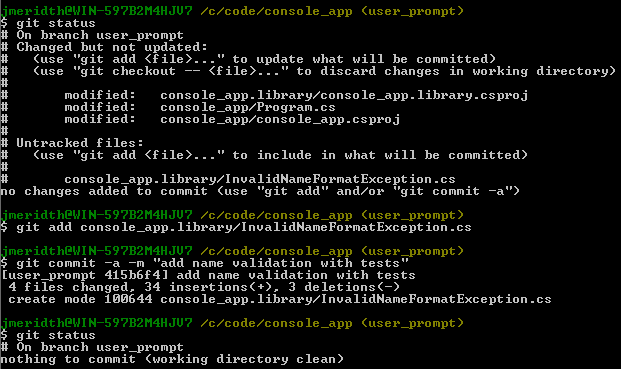 jmeridth@WIN-597B2M4HJV7 /c/code/console_app (user_prompt)
$ git status
# On branch user_prompt
# Changed but not updated:
#   (use "git add <file>..." to update what will be committed)
#   (use "git checkout -- <file>..." to discard changes in working directory)
#
#       modified:   console_app.library/console_app.library.csproj
#       modified:   console_app/Program.cs
#       modified:   console_app/console_app.csproj
#
# Untracked files:
#   (use "git add <file>..." to include in what will be committed)
#
#       console_app.library/InvalidNameFormatException.cs
no changes added to commit (use "git add" and/or "git commit -a")
jmeridth@WIN-597B2M4HJV7 /c/code/console_app (user_prompt)
$ git add console_app.library/InvalidNameFormatException.cs
jmeridth@WIN-597B2M4HJV7 /c/code/console_app (user_prompt)
$ git commit -a -m "add name validation with tests"
[user_prompt 415b6f4] add name validation with tests
 4 files changed, 34 insertions(+), 3 deletions(-)
 create mode 100644 console_app.library/InvalidNameFormatException.cs
jmeridth@WIN-597B2M4HJV7 /c/code/console_app (user_prompt)
$ git status
# On branch user_prompt
nothing to commit (working directory clean)